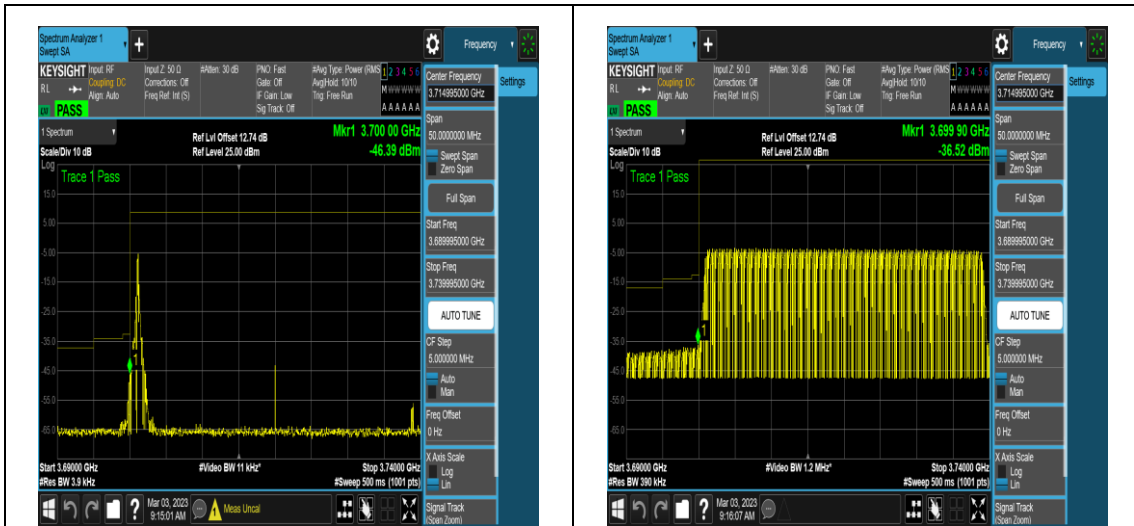 Spectrum Analyzer 1
Swept SA
+
Frequency
KEYSIGHT Input: RF
Coupling: DC
Align: Auto
Input Z: 50 Ω
Corrections: Off
Freq Ref: Int (S)
#Atten: 30 dB
PNO: Fast
Gate: Off
IF Gain: Low
Sig Track: Off
#Avg Type: Power (RMS
Avg|Hold: 10/10
Trig: Free Run
1 2 3 4 5 6
M W W W W W
A A A A A A
RL
PASS
Center Frequency
3.714995000 GHz
Settings
Span
50.0000000 MHz
Swept Span
Zero Span
Full Span
Start Freq
3.689995000 GHz
Stop Freq
3.739995000 GHz
AUTO TUNE
CF Step
5.000000 MHz
Auto
Man
Freq Offset
0 Hz
X Axis Scale
Log
Lin
Signal Track
(Span Zoom)
1 Spectrum
Scale/Div 10 dB
Ref Lvl Offset 12.74 dB
Ref Level 25.00 dBm
Mkr1 3.700 00 GHz
-46.39 dBm
Log
Trace 1 Pass
15.0
5.00
-5.00
-15.0
-25.0
-35.0
-45.0
-55.0
-65.0
1
Start 3.69000 GHz
#Res BW 3.9 kHz
#Video BW 11 kHz*
Stop 3.74000 GHz
#Sweep 500 ms (1001 pts)
?
Mar 03, 2023
9:15:01 AM
Meas Uncal
Spectrum Analyzer 1
Swept SA
+
Frequency
KEYSIGHT Input: RF
Coupling: DC
Align: Auto
Input Z: 50 Ω
Corrections: Off
Freq Ref: Int (S)
#Atten: 30 dB
PNO: Fast
Gate: Off
IF Gain: Low
Sig Track: Off
#Avg Type: Power (RMS
Avg|Hold: 10/10
Trig: Free Run
1 2 3 4 5 6
M W W W W W
A A A A A A
RL
PASS
Center Frequency
3.714995000 GHz
Settings
Span
50.0000000 MHz
Swept Span
Zero Span
Full Span
Start Freq
3.689995000 GHz
Stop Freq
3.739995000 GHz
AUTO TUNE
CF Step
5.000000 MHz
Auto
Man
Freq Offset
0 Hz
X Axis Scale
Log
Lin
Signal Track
(Span Zoom)
1 Spectrum
Scale/Div 10 dB
Ref Lvl Offset 12.74 dB
Ref Level 25.00 dBm
Mkr1 3.699 90 GHz
-36.52 dBm
Log
Trace 1 Pass
15.0
5.00
-5.00
-15.0
-25.0
-35.0
-45.0
-55.0
-65.0
1
Start 3.69000 GHz
#Res BW 390 kHz
#Video BW 1.2 MHz*
Stop 3.74000 GHz
#Sweep 500 ms (1001 pts)
?
Mar 03, 2023
9:16:07 AM